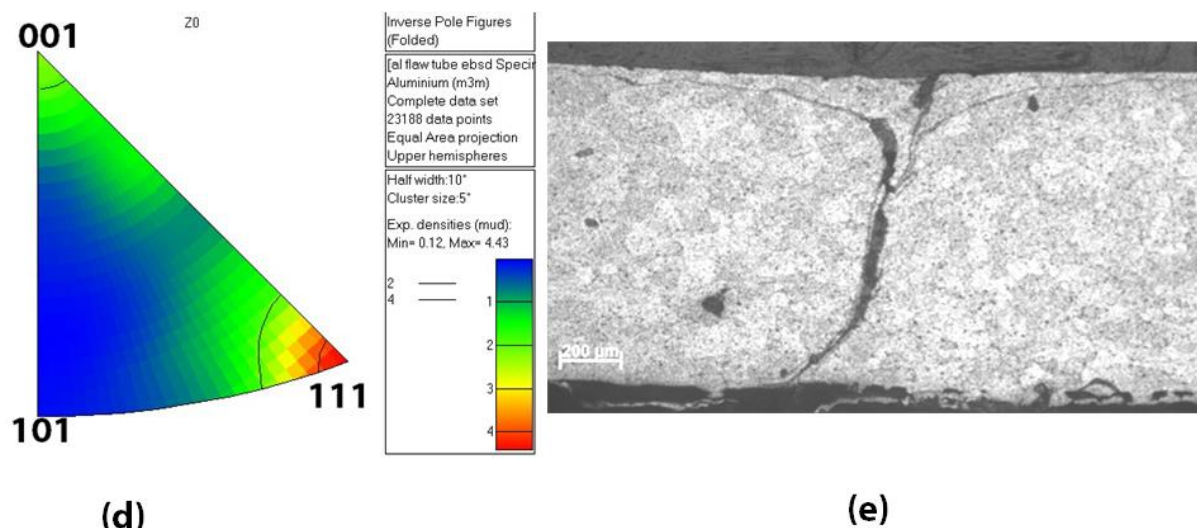 Z0
001
101
111
Inverse Pole Figures
(Folded)
[al flaw tube ebsd Specir
Aluminium (m3m)
Complete data set
23188 data points
Equal Area projection
Upper hemispheres
Half width:10°
Cluster size:5°
Exp. densities (mud):
Min= 0.12, Max= 4.43
2
4
1
2
3
4
200 µm
(d)
(e)